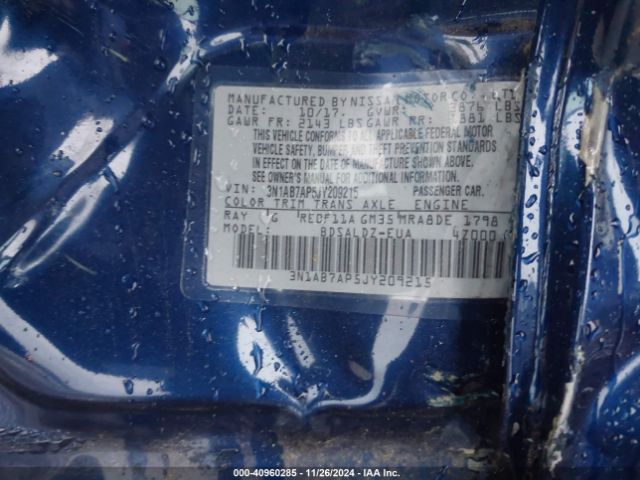 MANUFACTURED BY NISSAN MOTOR CO., LTD
10/17. GVWR: 3876 LBS
GAWR FR: 2143 LBS GAWR RR: 1881 LBS
THIS VEHICLE CONFORMS TO ALL APPLICABLE FEDERAL MOTOR
VEHICLE SAFETY, BUMPER AND THEFT PREVENTION STANDARDS
IN EFFECT ON THE DATE OF MANUFACTURE SHOWN ABOVE.
SEE OWNER'S MANUAL FOR ADDITIONAL INFORMATION
VIN: 3N1AB7AP5JY209215 PASSENGER CAR.
COLOR TRIM TRANS AXLE ENGINE
RAY G RE0F11A GM35 MRA8DE 1798
MODEL: BDSALDZ-EUA 4Z000
3N1AB7AP5JY209215
000-40960285 - 11/26/2024 - IAA Inc.